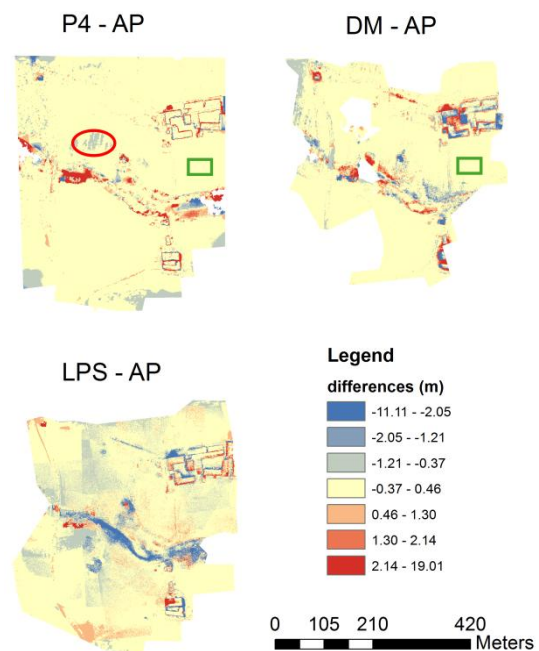 P4 - AP
DM - AP
LPS - AP
Legend
differences (m)
-11.11 - -2.05
-2.05 - -1.21
-1.21 - -0.37
-0.37 - 0.46
0.46 - 1.30
1.30 - 2.14
2.14 - 19.01
0 105 210 420
Meters